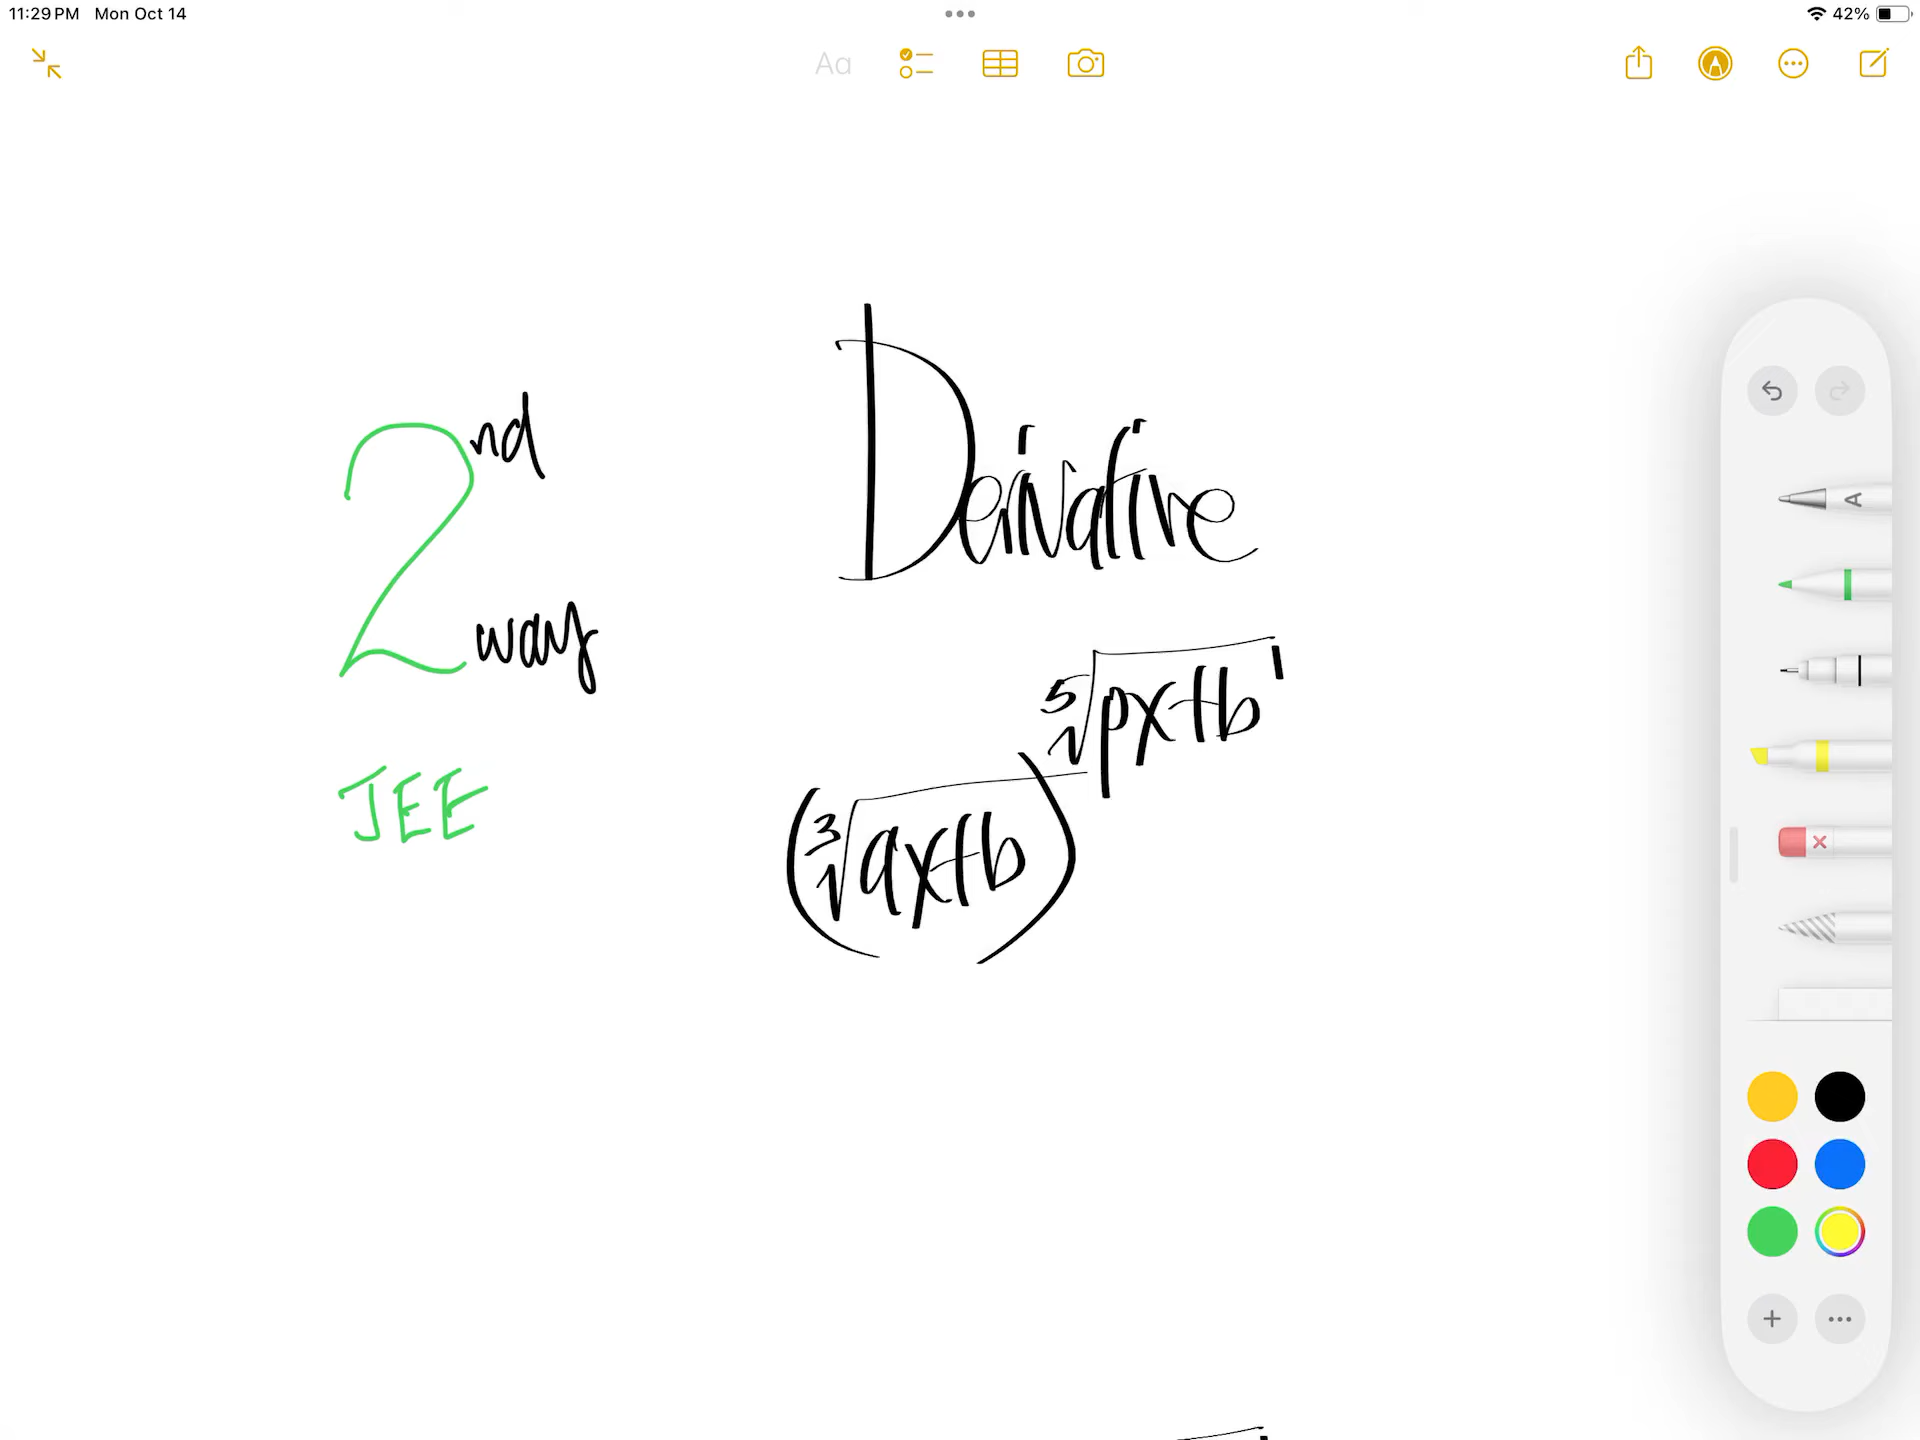 11:29 PM Mon Oct 14 42%
Aa
2nd way
JEE
Derivative
(∛ax+b)^⁵√px+b '
A